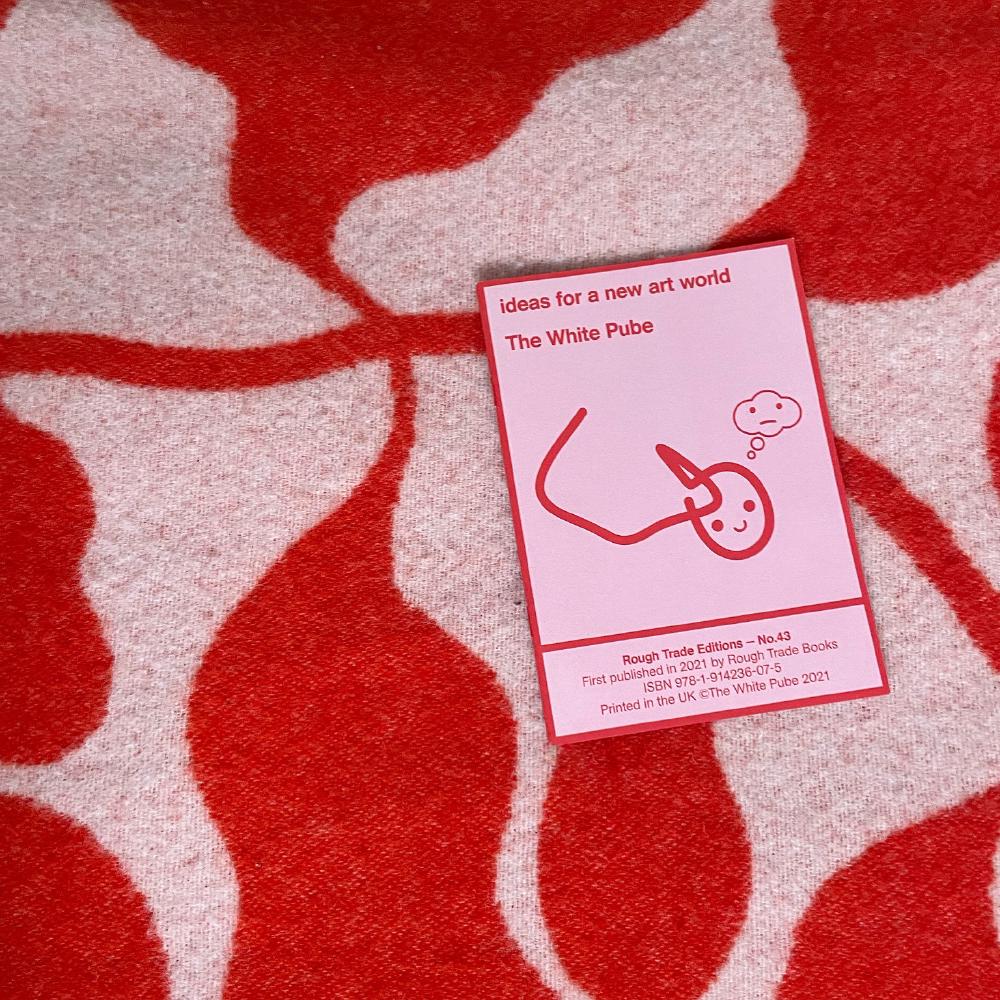 ideas for a new art world
The White Pube
Rough Trade Editions – No.43
First published in 2021 by Rough Trade Books
ISBN 978-1-914236-07-5
Printed in the UK ©The White Pube 2021